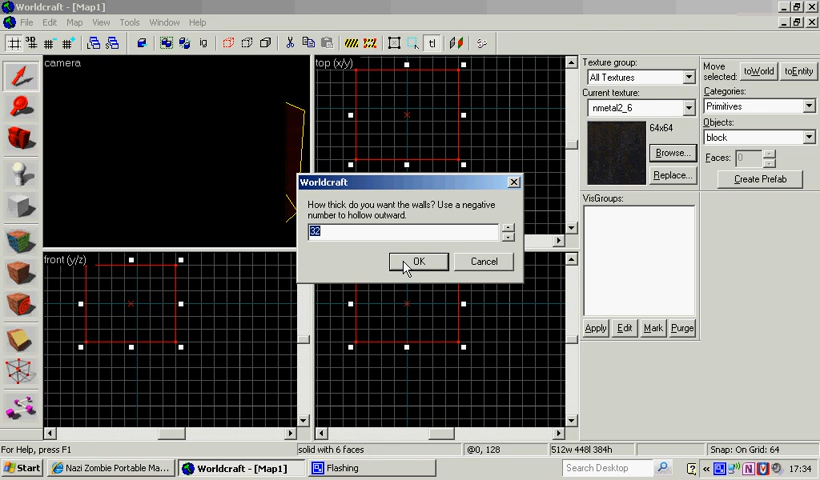 Worldcraft - [Map1]
File Edit Map View Tools Window Help
3D
ig
tl
camera
top (x/y)
front (y/z)
Worldcraft
How thick do you want the walls? Use a negative
number to hollow outward.
32
OK
Cancel
Texture group:
All Textures
Current texture:
nmetal2_6
64x64
Browse...
Replace...
VisGroups:
Apply
Edit
Mark
Purge
Move
selected:
toWorld
toEntity
Categories:
Primitives
Objects:
block
Faces:
0
Create Prefab
For Help, press F1
solid with 6 faces
@0, 128
512w 448l 384h
Snap: On Grid: 64
Start
Nazi Zombie Portable Ma...
Worldcraft - [Map1]
Flashing
Search Desktop
17:34